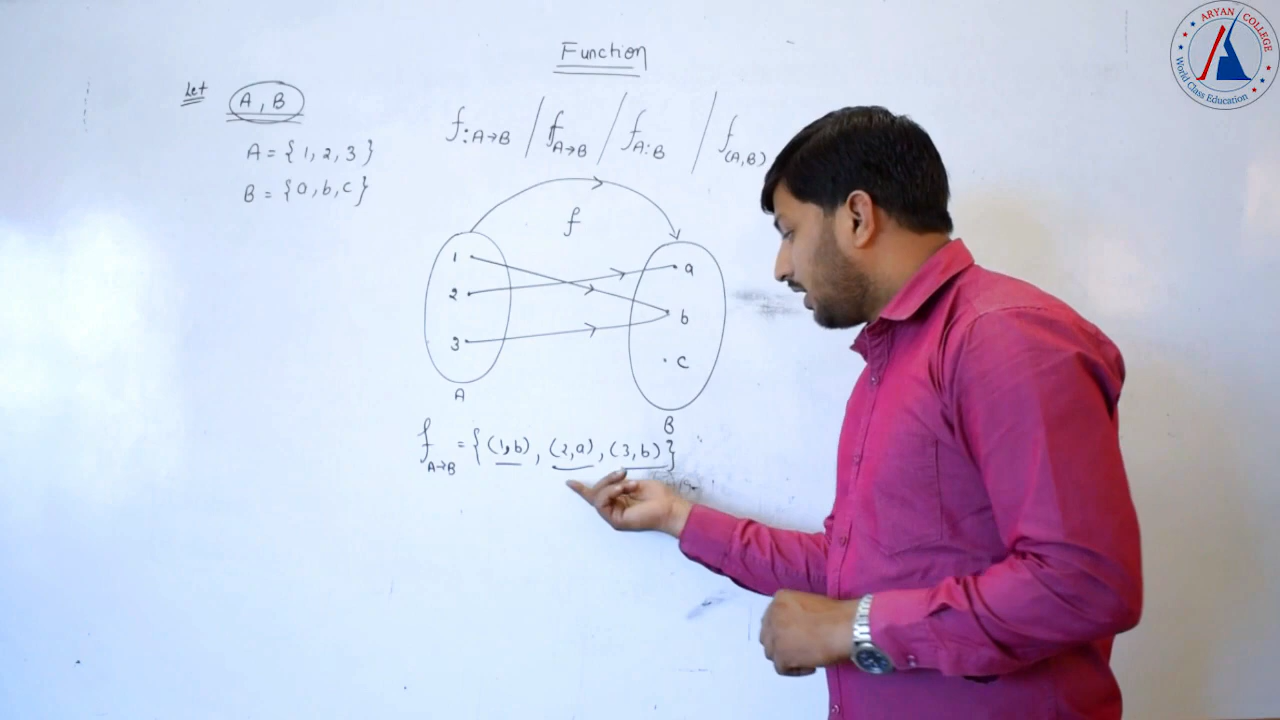 Function
Let A, B
A = {1, 2, 3}
B = {a, b, c}
f: A→B / f A→B / f A:B / f (A,B)
f
1
2
3
A
a
b
c
B
f A→B = {(1,b), (2,a), (3,b)}
ARYAN COLLEGE
World Class Education